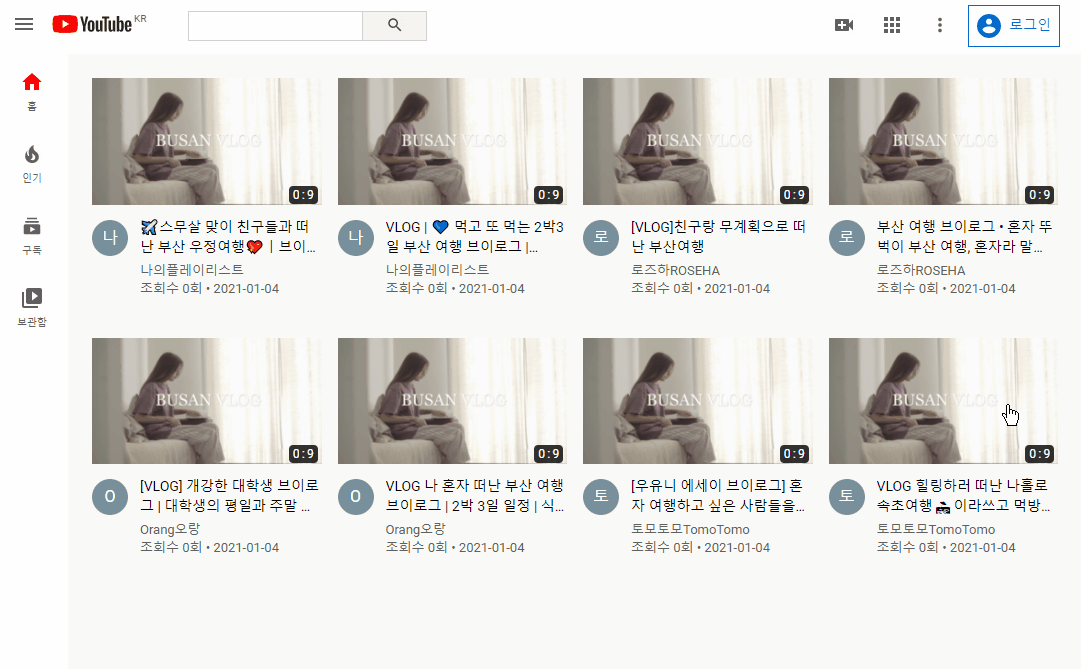 YouTube KR
로그인
홈
인기
구독
보관함
BUSAN VLOG
0:9
BUSAN VLOG
0:9
BUSAN VLOG
0:9
BUSAN VLOG
0:9
나
✈️스무살 맞이 친구들과 떠
난 부산 우정여행💖 | 브이...
나의플레이리스트
조회수 0회 • 2021-01-04
나
VLOG | 💙 먹고 또 먹는 2박3
일 부산 여행 브이로그 |...
나의플레이리스트
조회수 0회 • 2021-01-04
로
[VLOG]친구랑 무계획으로 떠
난 부산여행
로즈하ROSEHA
조회수 0회 • 2021-01-04
로
부산 여행 브이로그 • 혼자 뚜
벅이 부산 여행, 혼자라 말...
로즈하ROSEHA
조회수 0회 • 2021-01-04
BUSAN VLOG
0:9
BUSAN VLOG
0:9
BUSAN VLOG
0:9
BUSAN VLOG
0:9
O
[VLOG] 개강한 대학생 브이로
그 | 대학생의 평일과 주말 ...
Orang오랑
조회수 0회 • 2021-01-04
O
VLOG 나 혼자 떠난 부산 여행
브이로그 | 2박 3일 일정 | 식...
Orang오랑
조회수 0회 • 2021-01-04
토
[우유니 에세이 브이로그] 혼
자 여행하고 싶은 사람들을...
토모토모TomoTomo
조회수 0회 • 2021-01-04
토
VLOG 힐링하러 떠난 나홀로
속초여행 이라쓰고 먹방...
토모토모TomoTomo
조회수 0회 • 2021-01-04